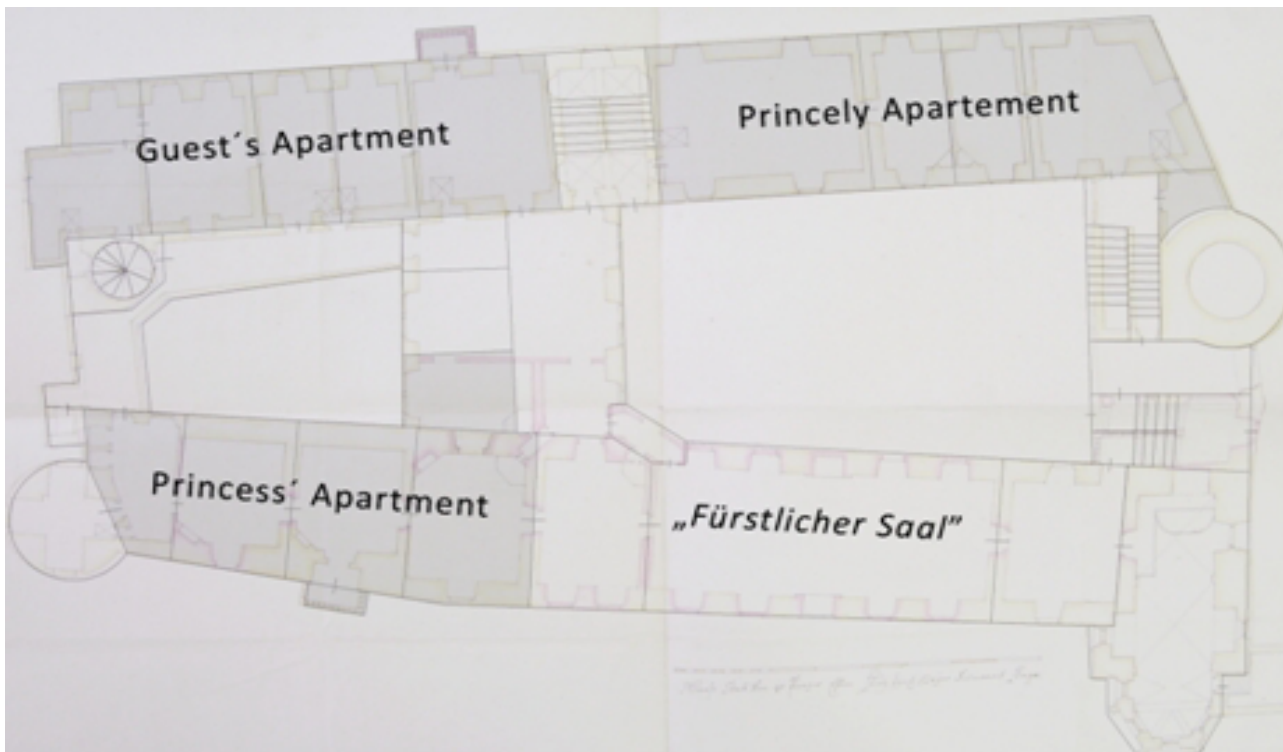 Guest´s Apartment
Princely Apartement
Princess´ Apartment
„Fürstlicher Saal”